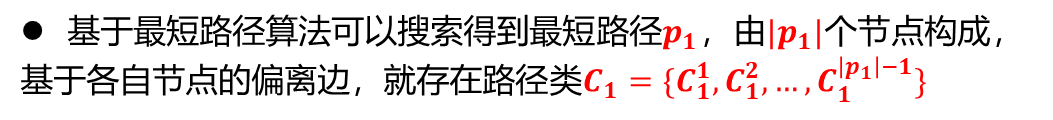 ● 基于最短路径算法可以搜索得到最短路径p₁，由|p₁|个节点构成，
基于各自节点的偏离边，就存在路径类C₁ = {C₁¹, C₁², … , C₁^{|p₁|−1}}